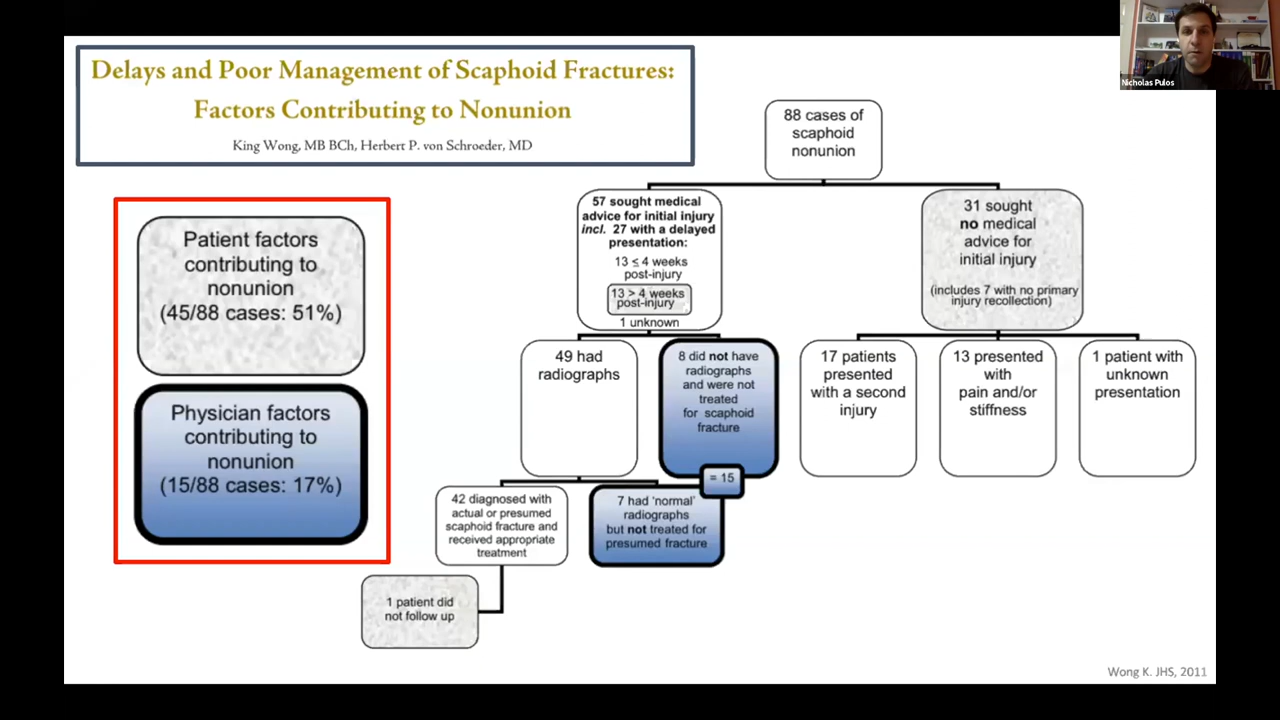 Delays and Poor Management of Scaphoid Fractures:
Factors Contributing to Nonunion
King Wong, MB BCh, Herbert P. von Schroeder, MD
Nicholas Pulos
Patient factors
contributing to
nonunion
(45/88 cases: 51%)
Physician factors
contributing to
nonunion
(15/88 cases: 17%)
88 cases of
scaphoid
nonunion
57 sought medical
advice for initial injury
incl. 27 with a delayed
presentation:
13 ≤ 4 weeks
post-injury
13 > 4 weeks
post-injury
1 unknown
31 sought
no medical
advice for
initial injury
(includes 7 with no primary
injury recollection)
49 had
radiographs
8 did not have
radiographs
and were not
treated
for scaphoid
fracture
17 patients
presented
with a second
injury
13 presented
with
pain and/or
stiffness
1 patient with
unknown
presentation
= 15
42 diagnosed with
actual or presumed
scaphoid fracture and
received appropriate
treatment
7 had 'normal'
radiographs
but not treated for
presumed fracture
1 patient did
not follow up
Wong K. JHS, 2011